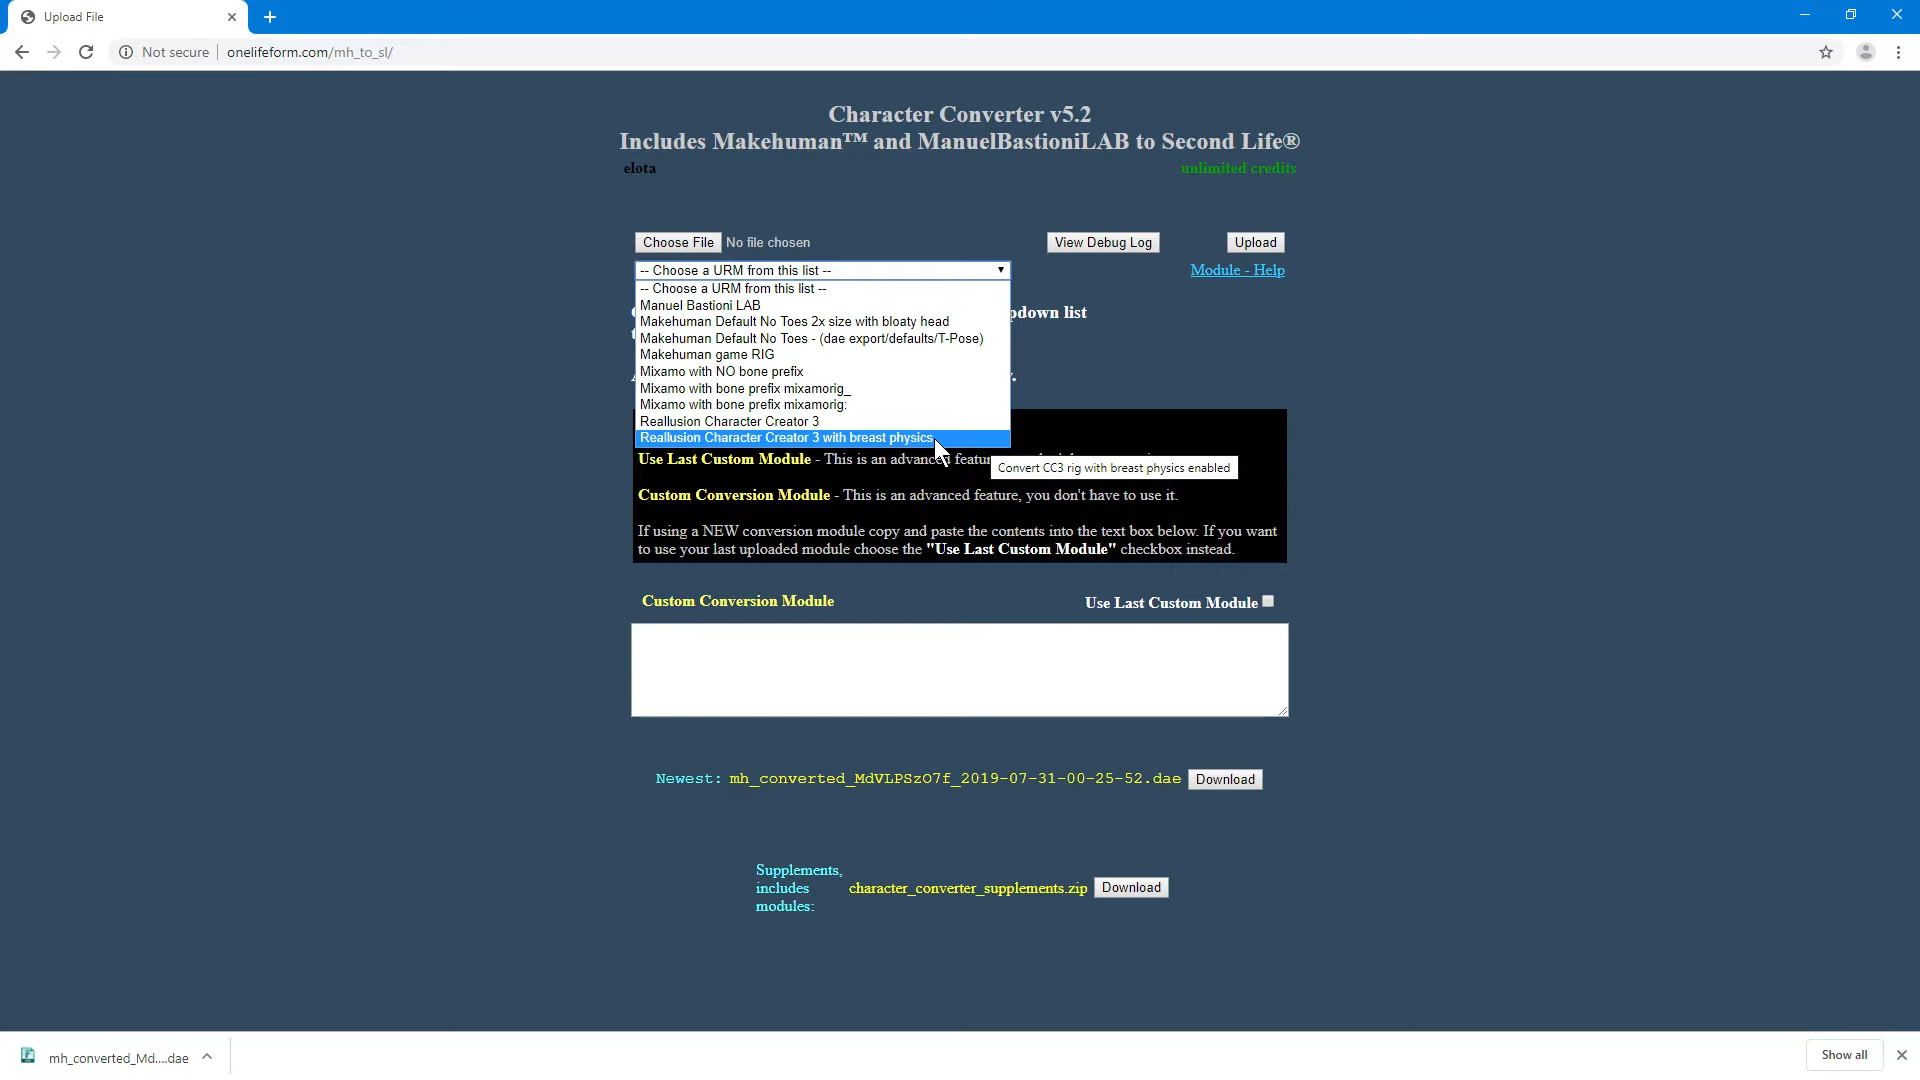 Upload File
Not secure
onelifeform.com/mh_to_sl/
Character Converter v5.2
Includes Makehuman™ and ManuelBastioniLAB to Second Life®
elota
unlimited credits
Choose File No file chosen
View Debug Log
Upload
-- Choose a URM from this list --
Module - Help
-- Choose a URM from this list --
Manuel Bastioni LAB
Makehuman Default No Toes 2x size with bloaty head
pdown list
Makehuman Default No Toes - (dae export/defaults/T-Pose)
Makehuman game RIG
Mixamo with NO bone prefix
Mixamo with bone prefix mixamorig_
Mixamo with bone prefix mixamorig:
Reallusion Character Creator 3
Reallusion Character Creator 3 with breast physics
Use Last Custom Module - This is an advanced featur
Convert CC3 rig with breast physics enabled
Custom Conversion Module - This is an advanced feature, you don't have to use it.
If using a NEW conversion module copy and paste the contents into the text box below. If you want
to use your last uploaded module choose the "Use Last Custom Module" checkbox instead.
Custom Conversion Module
Use Last Custom Module
Newest: mh_converted_MdVLPSzO7f_2019-07-31-00-25-52.dae Download
Supplements,
includes
modules:
character_converter_supplements.zip Download
mh_converted_Md....dae
Show all